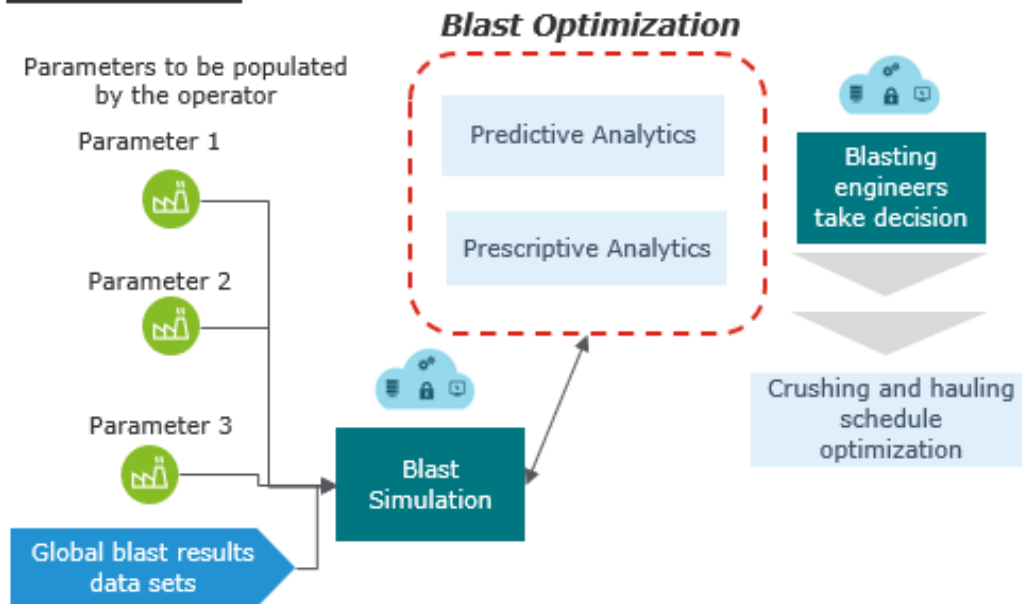 Blast Optimization
Parameters to be populated
by the operator
Parameter 1
Parameter 2
Parameter 3
Global blast results
data sets
Blast
Simulation
Predictive Analytics
Prescriptive Analytics
Blasting
engineers
take decision
Crushing and hauling
schedule
optimization